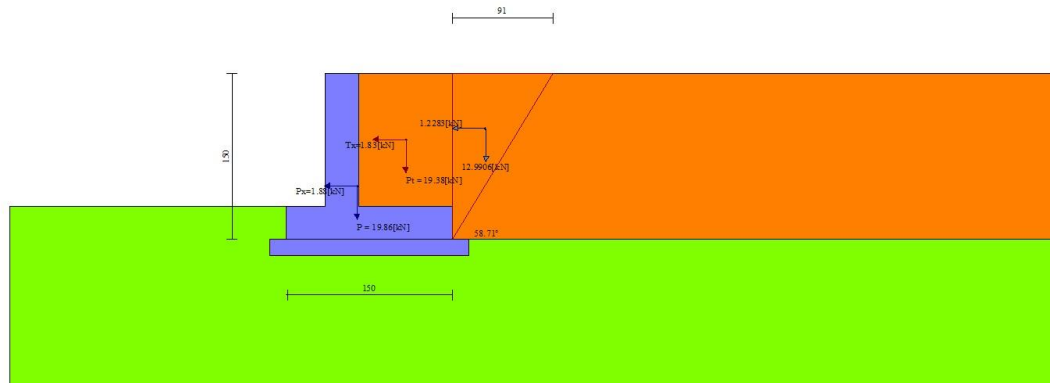 91
150
1.2283[kN]
Tx=1.83[kN]
12.9906[kN]
Pt = 19.38[kN]
Px=1.88[kN]
P = 19.86[kN]
58.71°
150